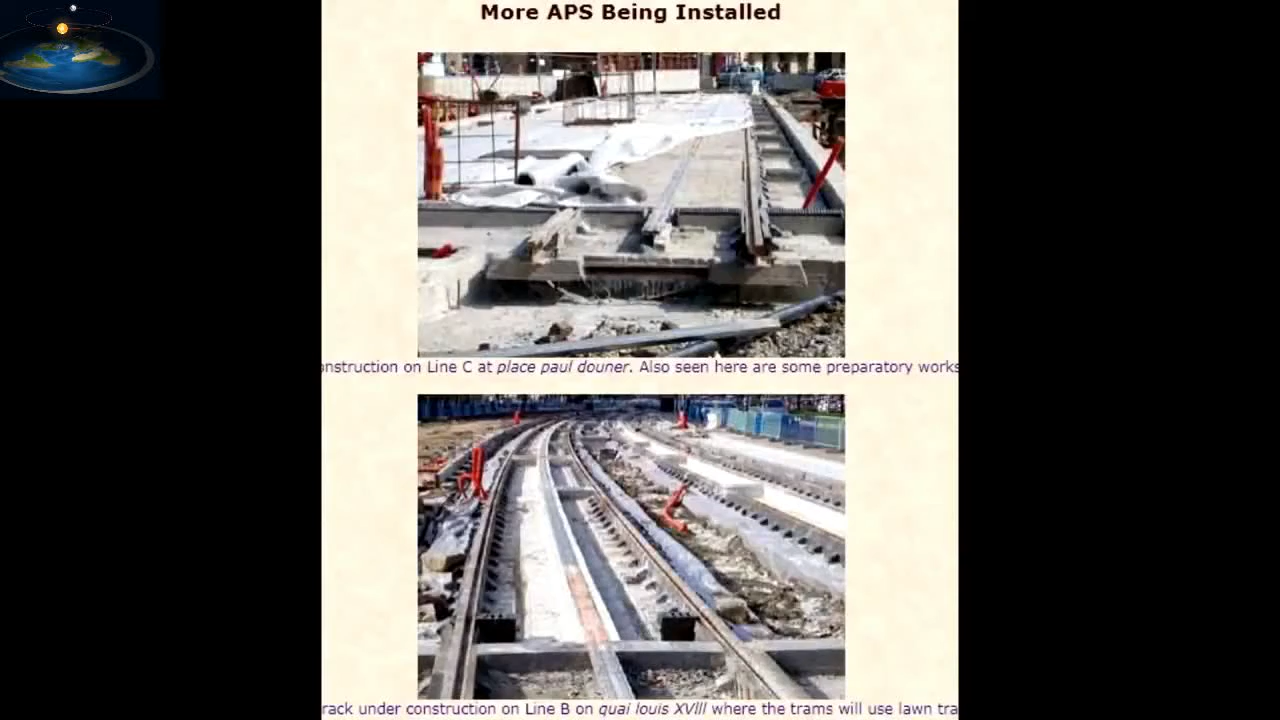 More APS Being Installed
onstruction on Line C at place paul douner. Also seen here are some preparatory works
rack under construction on Line B on quai louis XVIII where the trams will use lawn tra